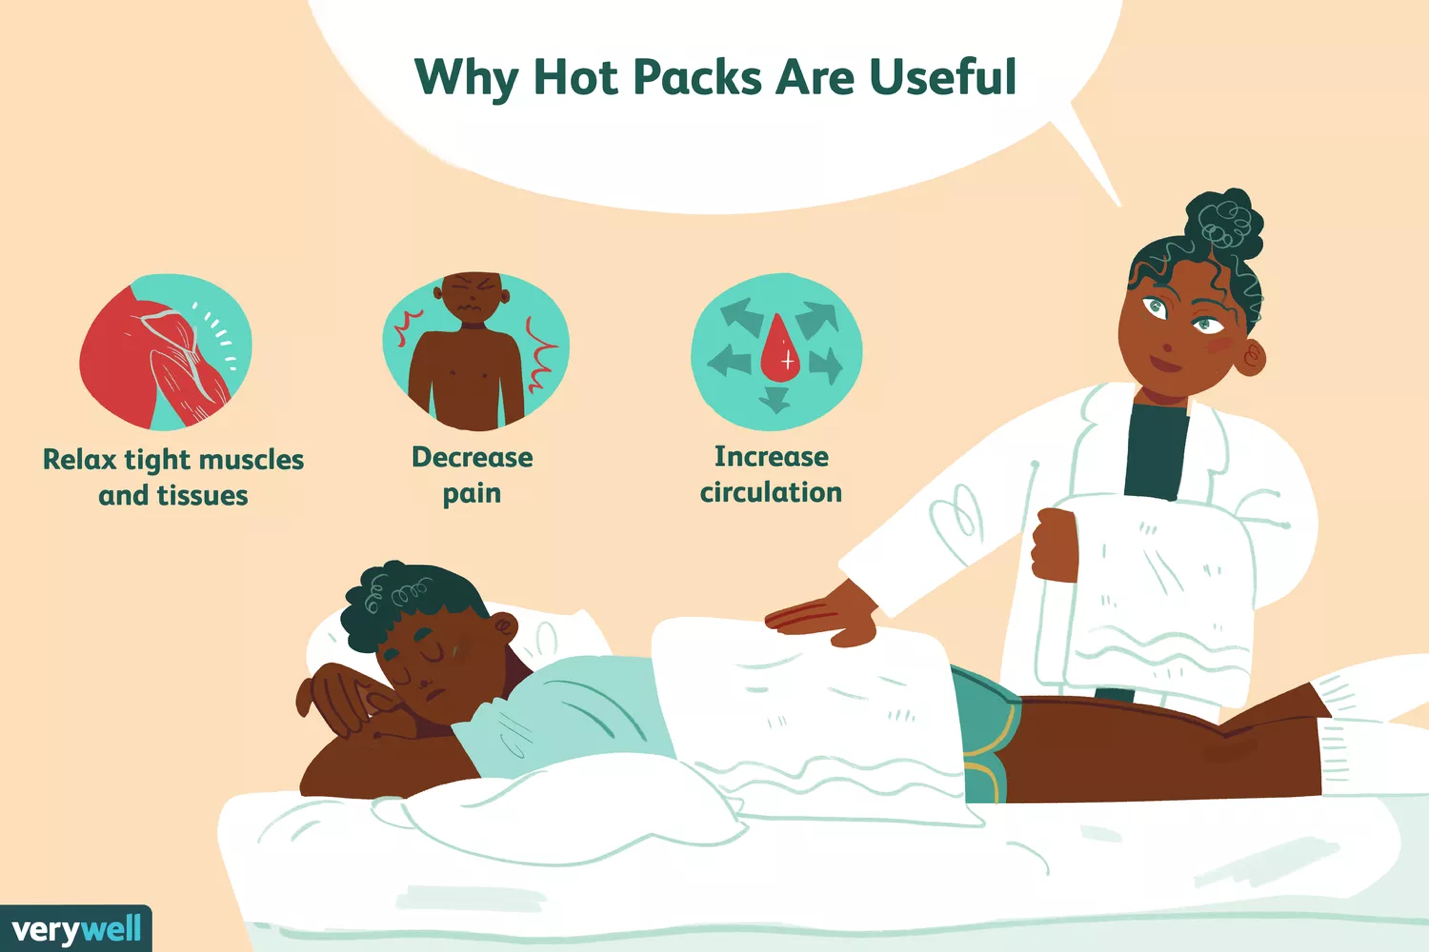 Why Hot Packs Are Useful
Relax tight muscles
and tissues
Decrease
pain
Increase
circulation
verywell